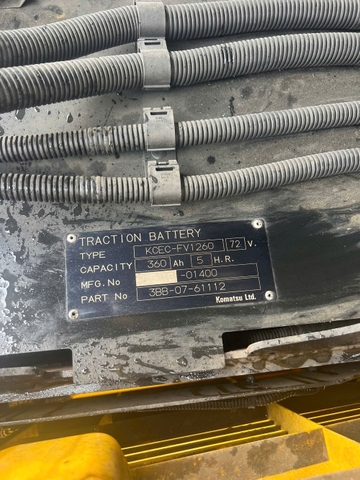 TRACTION BATTERY
TYPE KCEC-FV1260 72 V.
CAPACITY 360 Ah 5 H.R.
MFG. No -01400
PART No 3BB-07-61112
Komatsu Ltd.